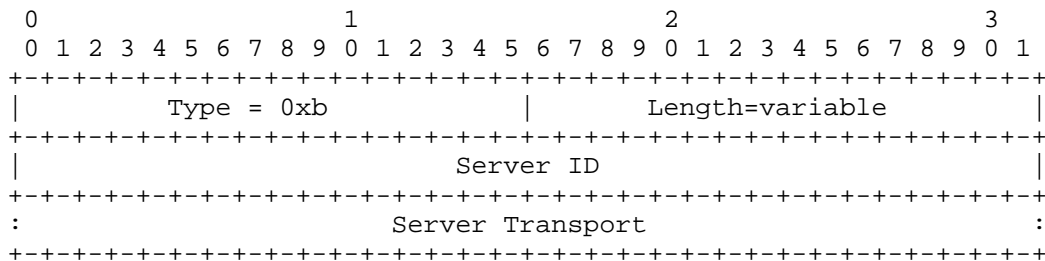 0                   1                   2                   3
 0 1 2 3 4 5 6 7 8 9 0 1 2 3 4 5 6 7 8 9 0 1 2 3 4 5 6 7 8 9 0 1
+-+-+-+-+-+-+-+-+-+-+-+-+-+-+-+-+-+-+-+-+-+-+-+-+-+-+-+-+-+-+-+-+
|         Type = 0xb            |       Length=variable         |
+-+-+-+-+-+-+-+-+-+-+-+-+-+-+-+-+-+-+-+-+-+-+-+-+-+-+-+-+-+-+-+-+
|                           Server ID                           |
+-+-+-+-+-+-+-+-+-+-+-+-+-+-+-+-+-+-+-+-+-+-+-+-+-+-+-+-+-+-+-+-+
:                       Server Transport                        :
+-+-+-+-+-+-+-+-+-+-+-+-+-+-+-+-+-+-+-+-+-+-+-+-+-+-+-+-+-+-+-+-+